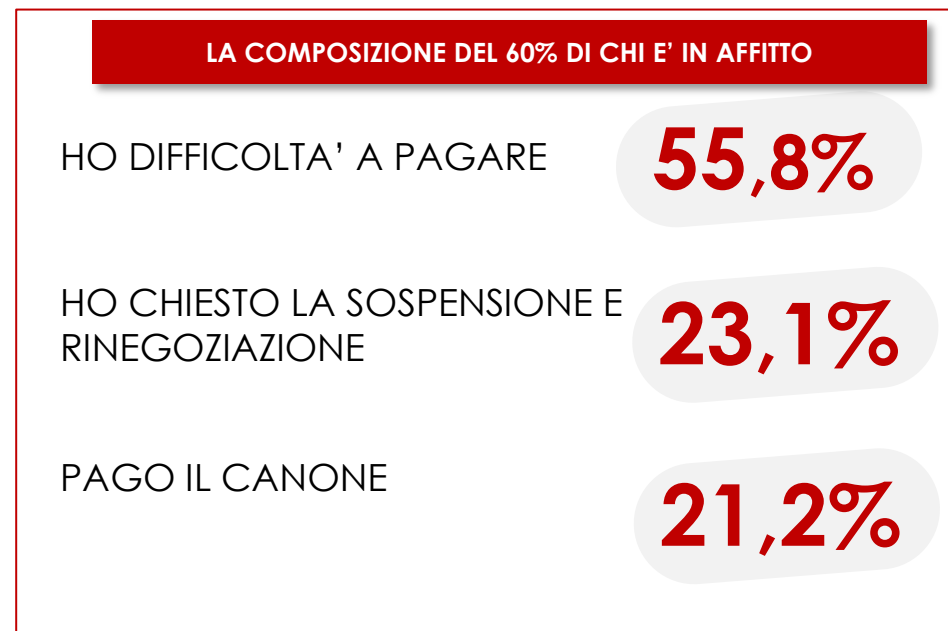 LA COMPOSIZIONE DEL 60% DI CHI E’ IN AFFITTO
HO DIFFICOLTA’ A PAGARE
55,8%
HO CHIESTO LA SOSPENSIONE E
RINEGOZIAZIONE
23,1%
PAGO IL CANONE
21,2%